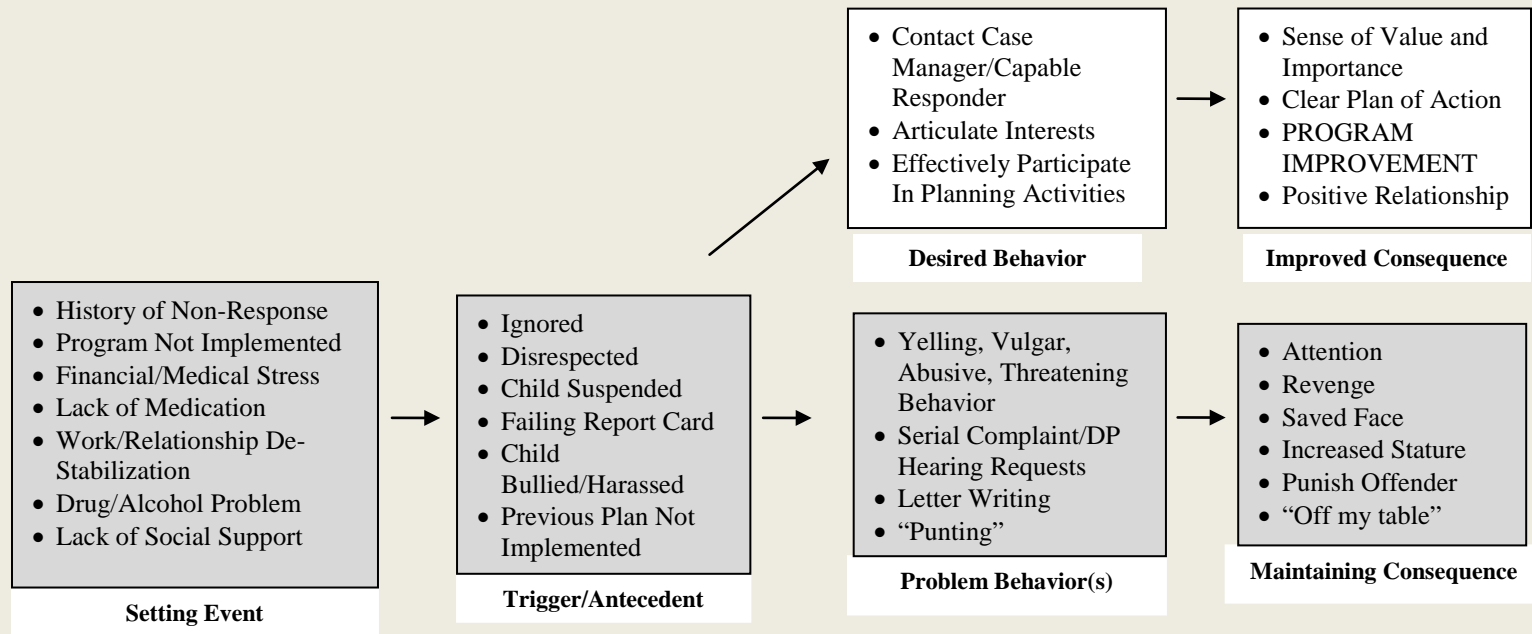 • Contact Case
Manager/Capable
Responder
• Articulate Interests
• Effectively Participate
In Planning Activities
Desired Behavior
• Sense of Value and
Importance
• Clear Plan of Action
• PROGRAM
IMPROVEMENT
• Positive Relationship
Improved Consequence
• History of Non-Response
• Program Not Implemented
• Financial/Medical Stress
• Lack of Medication
• Work/Relationship De-
Stabilization
• Drug/Alcohol Problem
• Lack of Social Support
Setting Event
• Ignored
• Disrespected
• Child Suspended
• Failing Report Card
• Child
Bullied/Harassed
• Previous Plan Not
Implemented
Trigger/Antecedent
• Yelling, Vulgar,
Abusive, Threatening
Behavior
• Serial Complaint/DP
Hearing Requests
• Letter Writing
• “Punting”
Problem Behavior(s)
• Attention
• Revenge
• Saved Face
• Increased Stature
• Punish Offender
• “Off my table”
Maintaining Consequence